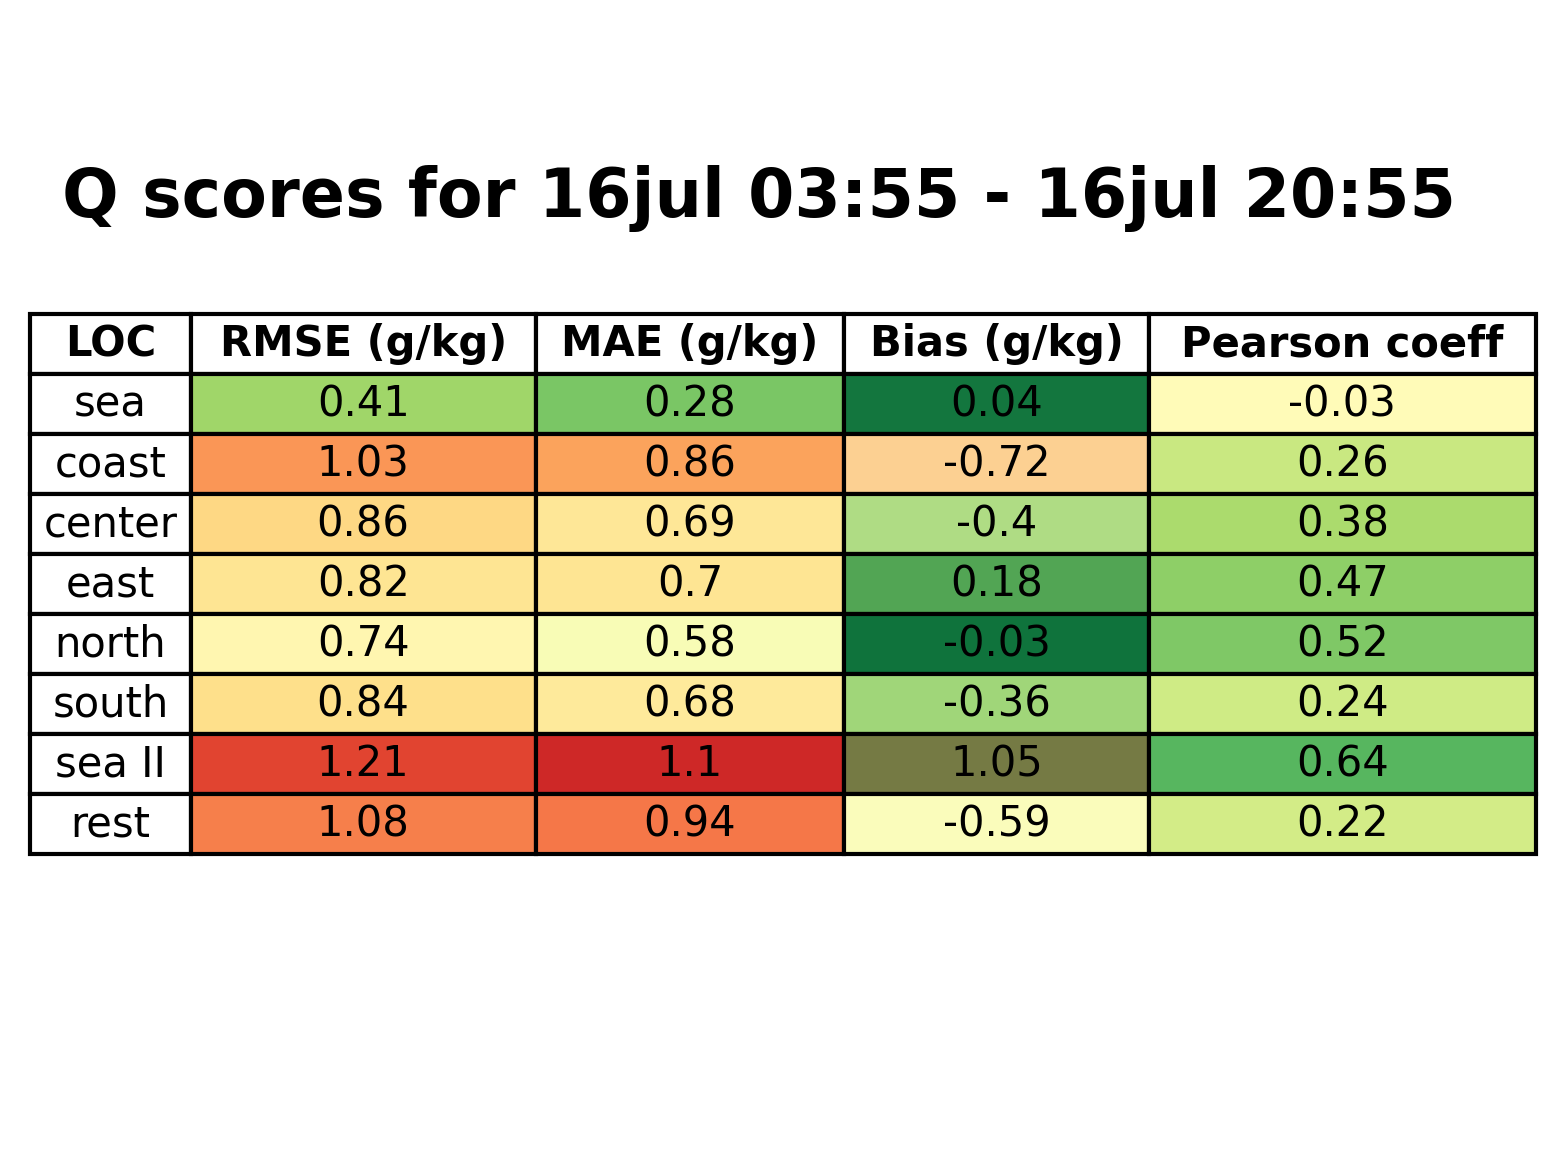 Q scores for 16jul 03:55 - 16jul 20:55
LOC RMSE (g/kg) MAE (g/kg) Bias (g/kg) Pearson coeff
sea 0.41 0.28 0.04 -0.03
coast 1.03 0.86 -0.72 0.26
center 0.86 0.69 -0.4 0.38
east 0.82 0.7 0.18 0.47
north 0.74 0.58 -0.03 0.52
south 0.84 0.68 -0.36 0.24
sea II 1.21 1.1 1.05 0.64
rest 1.08 0.94 -0.59 0.22